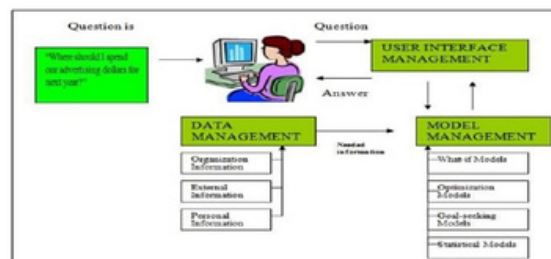 Question is
Question
"Where should I spend
our advertising dollars for
next year?"
USER INTERFACE
MANAGEMENT
Answer
DATA
MANAGEMENT
Needed
information
MODEL
MANAGEMENT
Organization
Information
External
Information
Personal
Information
What if Models
Optimization
Models
Goal-seeking
Models
Statistical Models